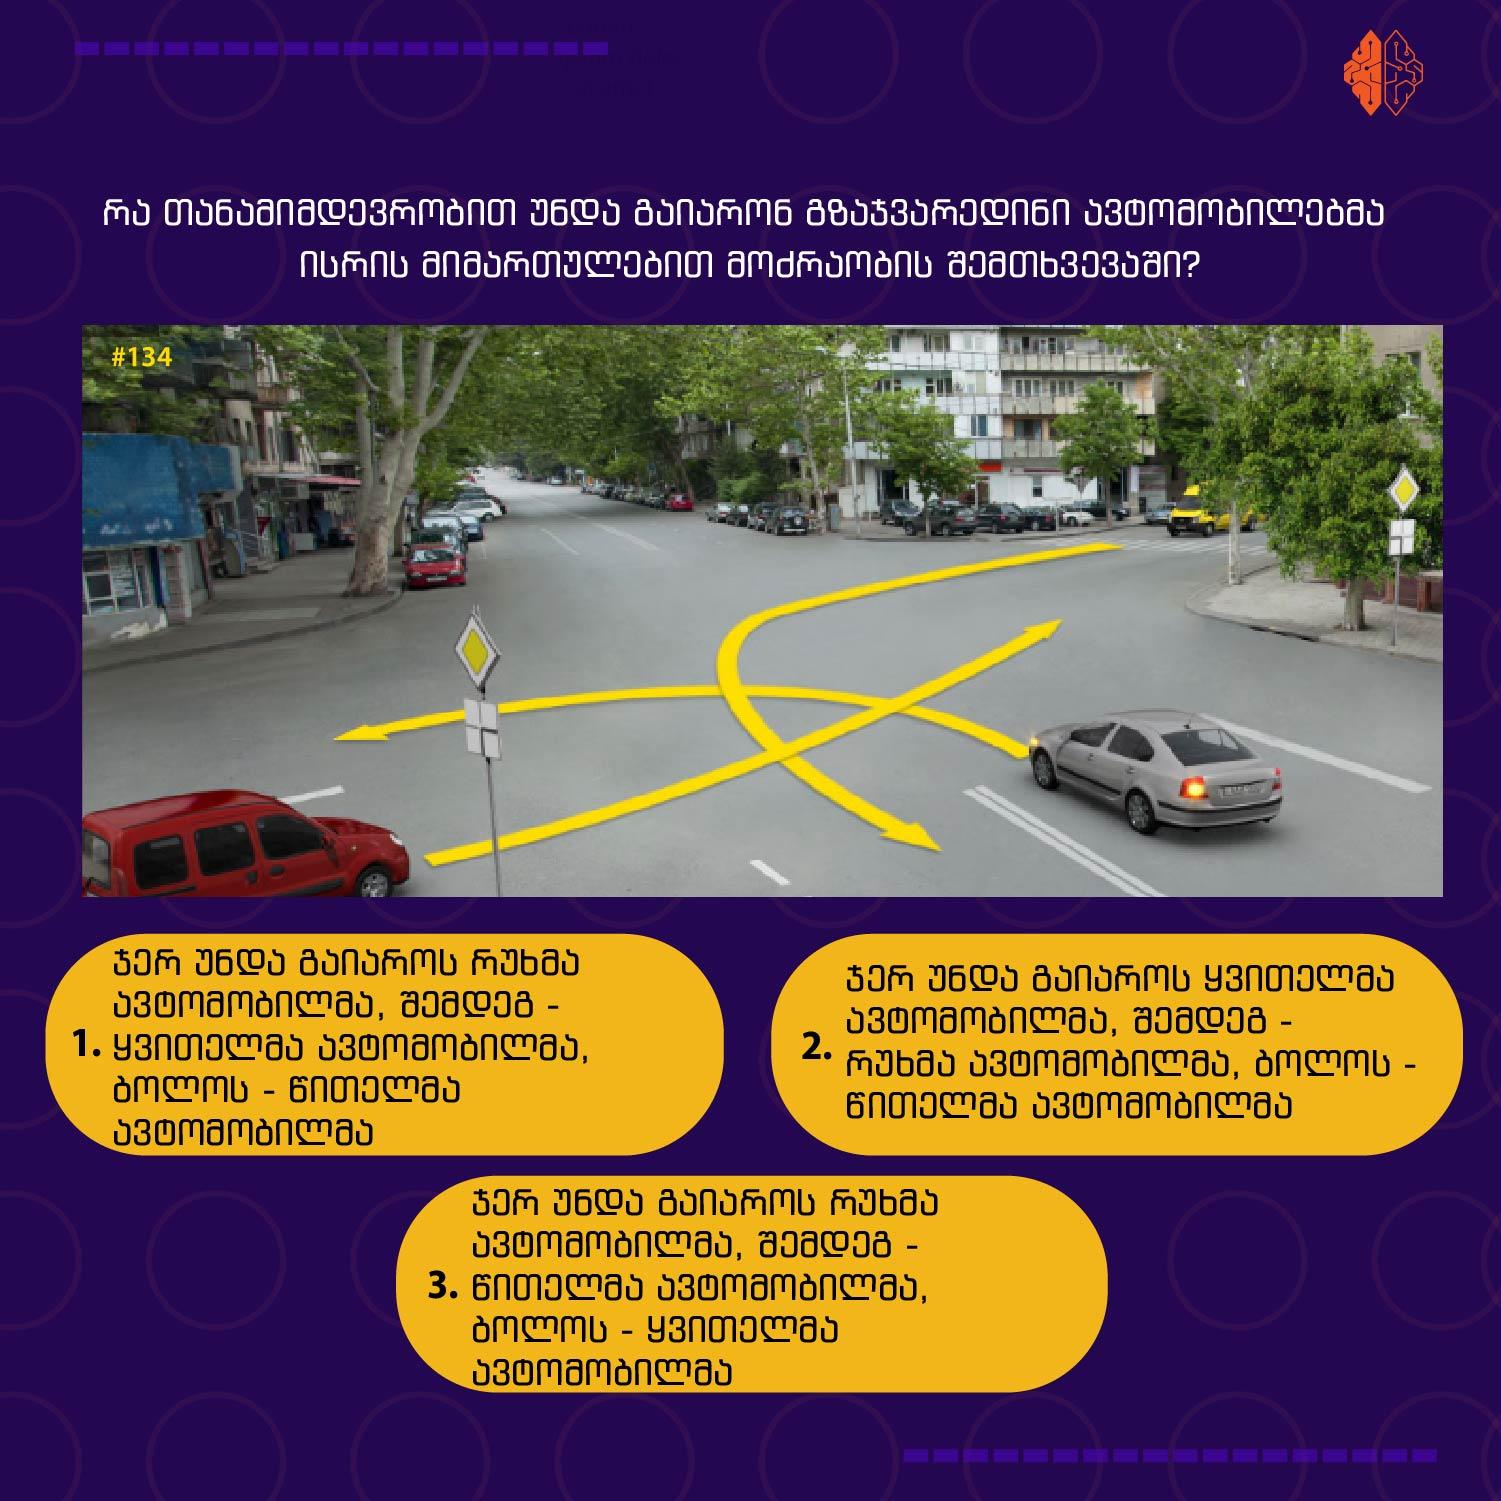 რა თანამიმდევრობით უნდა გაიარონ გზაჯვარედინი ავტომობილებმა
ისრის მიმართულებით მოძრაობის შემთხვევაში?
#134
1. ჯერ უნდა გაიაროს რუხმა
ავტომობილმა, შემდეგ -
ყვითელმა ავტომობილმა,
ბოლოს - წითელმა
ავტომობილმა
2. ჯერ უნდა გაიაროს ყვითელმა
ავტომობილმა, შემდეგ -
რუხმა ავტომობილმა, ბოლოს -
წითელმა ავტომობილმა
3. ჯერ უნდა გაიაროს რუხმა
ავტომობილმა, შემდეგ -
წითელმა ავტომობილმა,
ბოლოს - ყვითელმა
ავტომობილმა